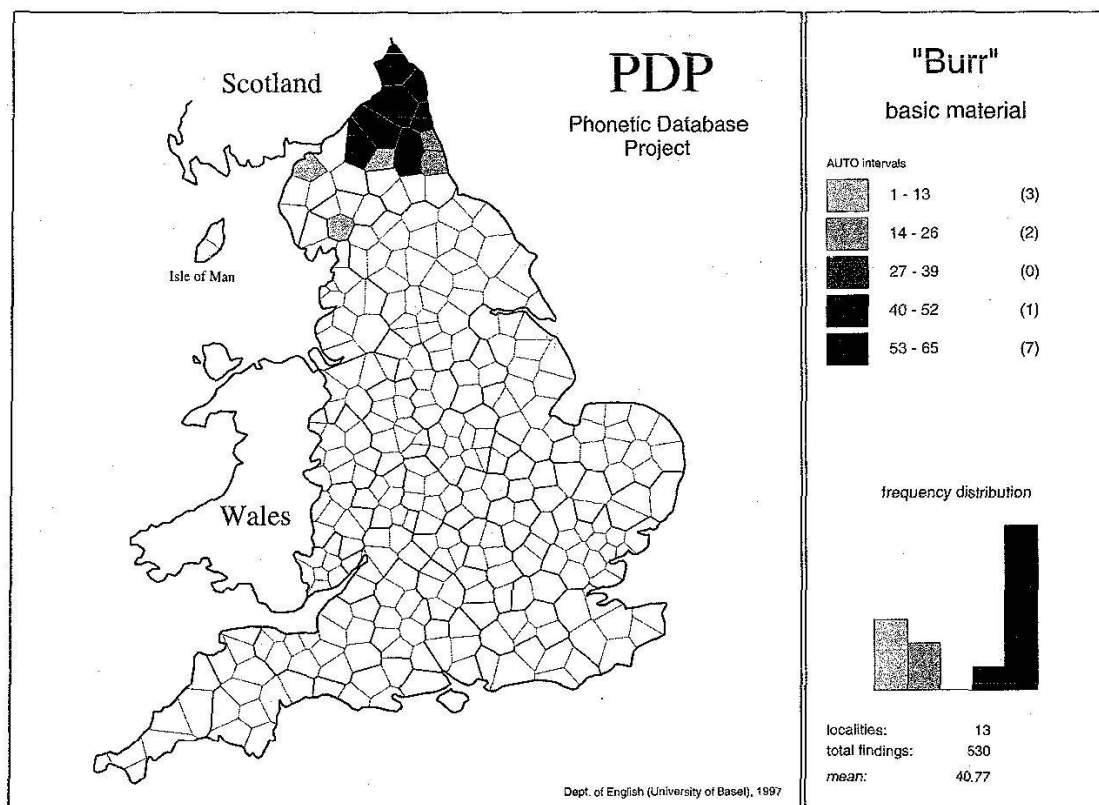 Scotland
PDP
Phonetic Database
Project
Isle of Man
Wales
Dept. of English (University of Basel), 1997
"Burr"
basic material
AUTO intervals
1 - 13 (3)
14 - 26 (2)
27 - 39 (0)
40 - 52 (1)
53 - 65 (7)
frequency distribution
localities: 13
total findings: 530
mean: 40.77